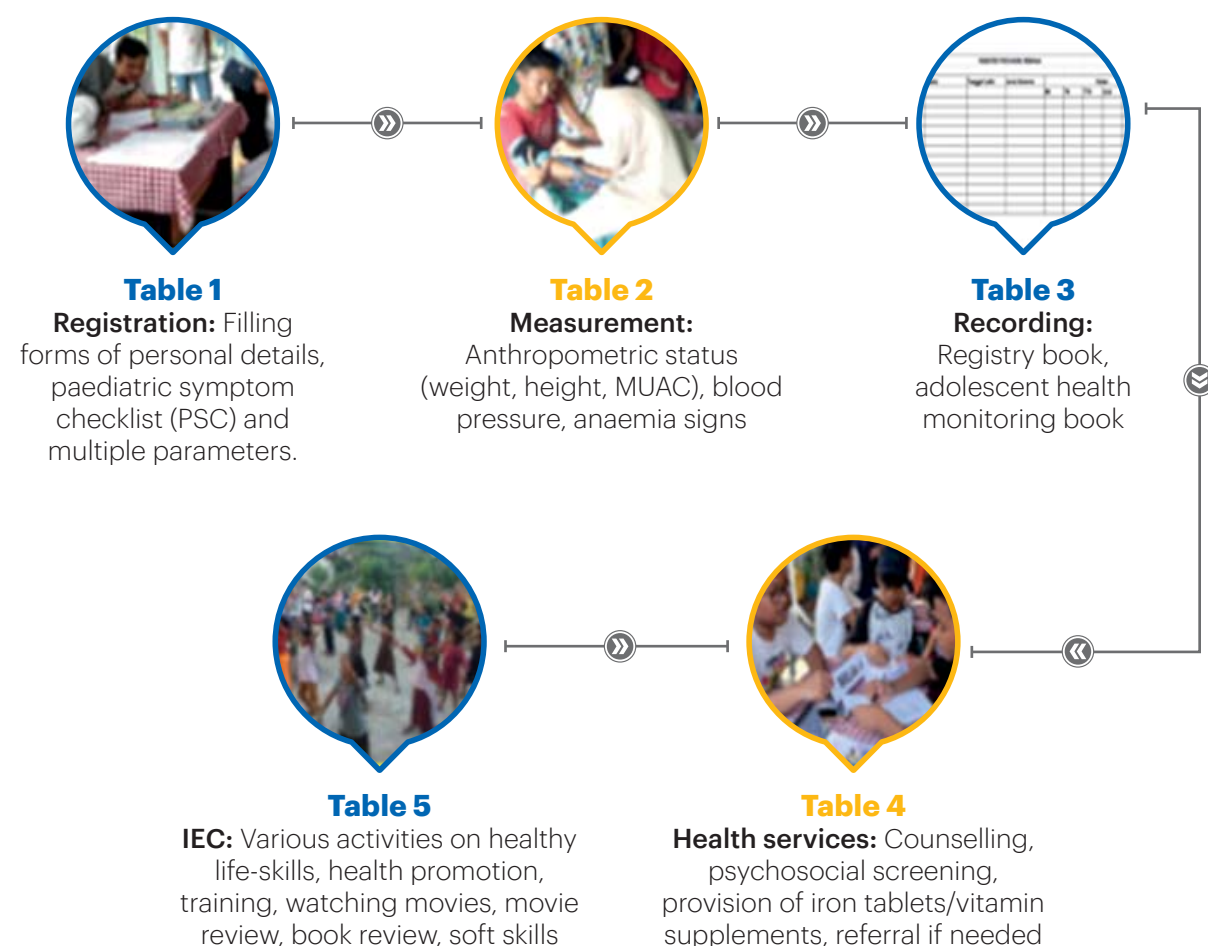 Table 1
Registration: Filling
forms of personal details,
paediatric symptom
checklist (PSC) and
multiple parameters.
Table 2
Measurement:
Anthropometric status
(weight, height, MUAC), blood
pressure, anaemia signs
Table 3
Recording:
Registry book,
adolescent health
monitoring book
Table 4
Health services: Counselling,
psychosocial screening,
provision of iron tablets/vitamin
supplements, referral if needed
Table 5
IEC: Various activities on healthy
life-skills, health promotion,
training, watching movies, movie
review, book review, soft skills